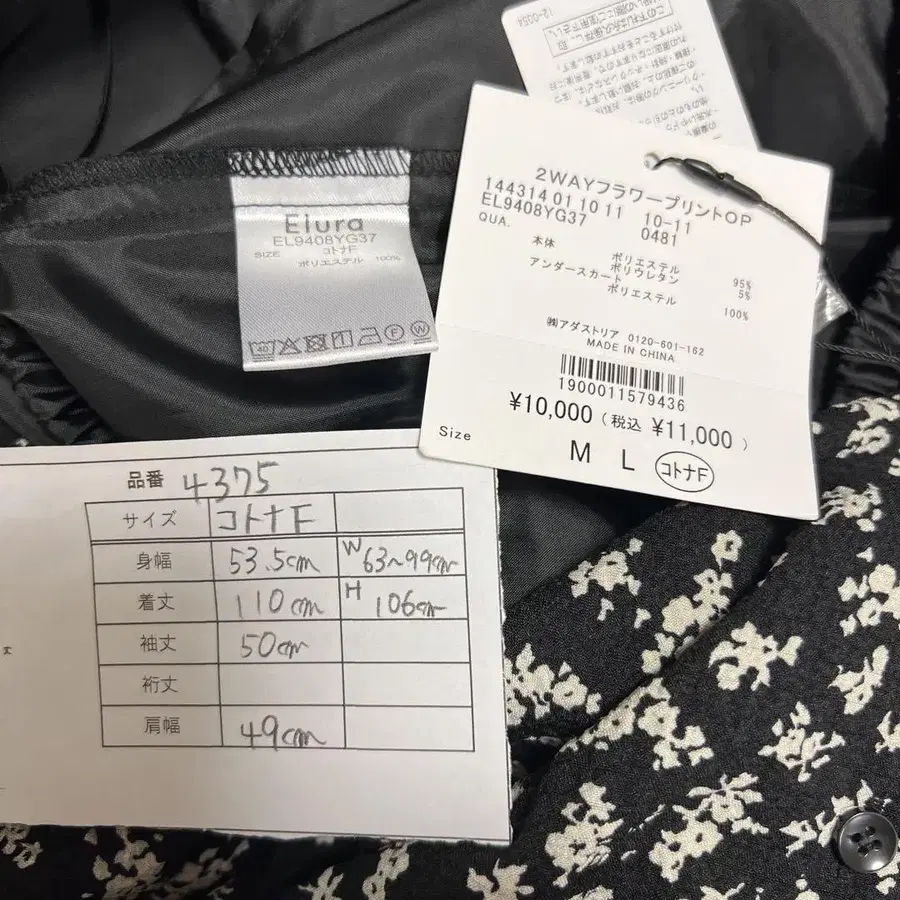 12-0054
Elura
EL9408YG37
SIZE コトナF
ポリエステル 100%
40
F
W
2WAYフラワープリントOP
144314 01 10 11 10-11
EL9408YG37 0481
QUA.
本体
ポリエステル 95%
ポリウレタン 5%
アンダースカート
ポリエステル 100%
㈱アダストリア 0120-601-162
MADE IN CHINA
1900011579436
¥10,000 (税込 ¥11,000 )
Size
M L コトナF
品番 4375
サイズ コトナF
身幅 53.5cm W 63~99cm
着丈 110cm H 106cm
袖丈 50cm
裄丈
肩幅 49cm